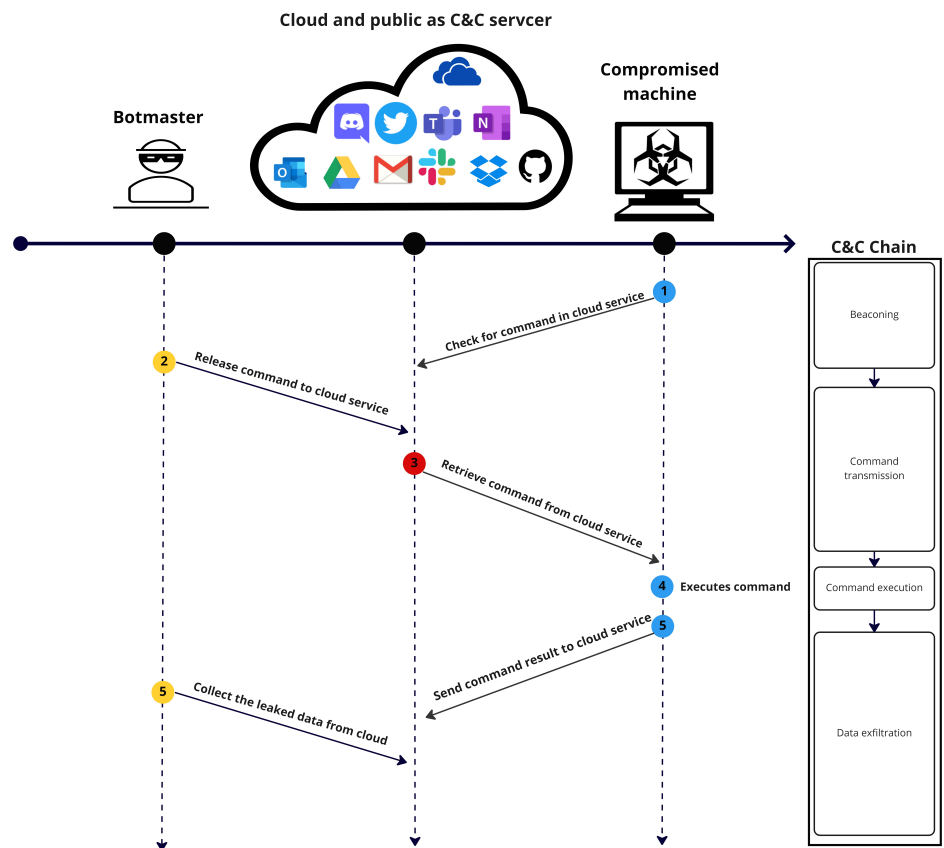 Cloud and public as C&C servcer
Botmaster
Compromised
machine
T
N
O
C&C Chain
1
Check for command in cloud service
Beaconing
2
Release command to cloud service
3
Retrieve command from cloud service
Command
transmission
4
Executes command
Command execution
5
Send command result to cloud service
5
Collect the leaked data from cloud
Data exfiltration